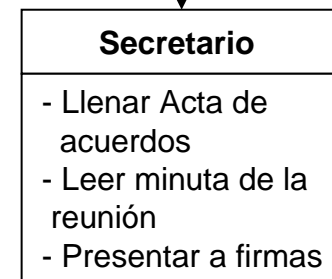 Secretario
- Llenar Acta de
acuerdos
- Leer minuta de la
reunión
- Presentar a firmas